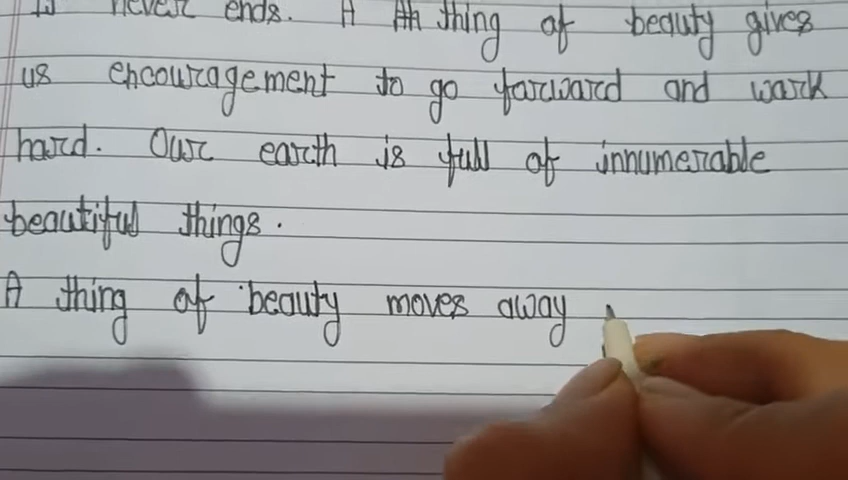 is never ends. A thing of beauty gives
us encouragement to go forward and work
hard. Our earth is full of innumerable
beautiful things.
A thing of beauty moves away